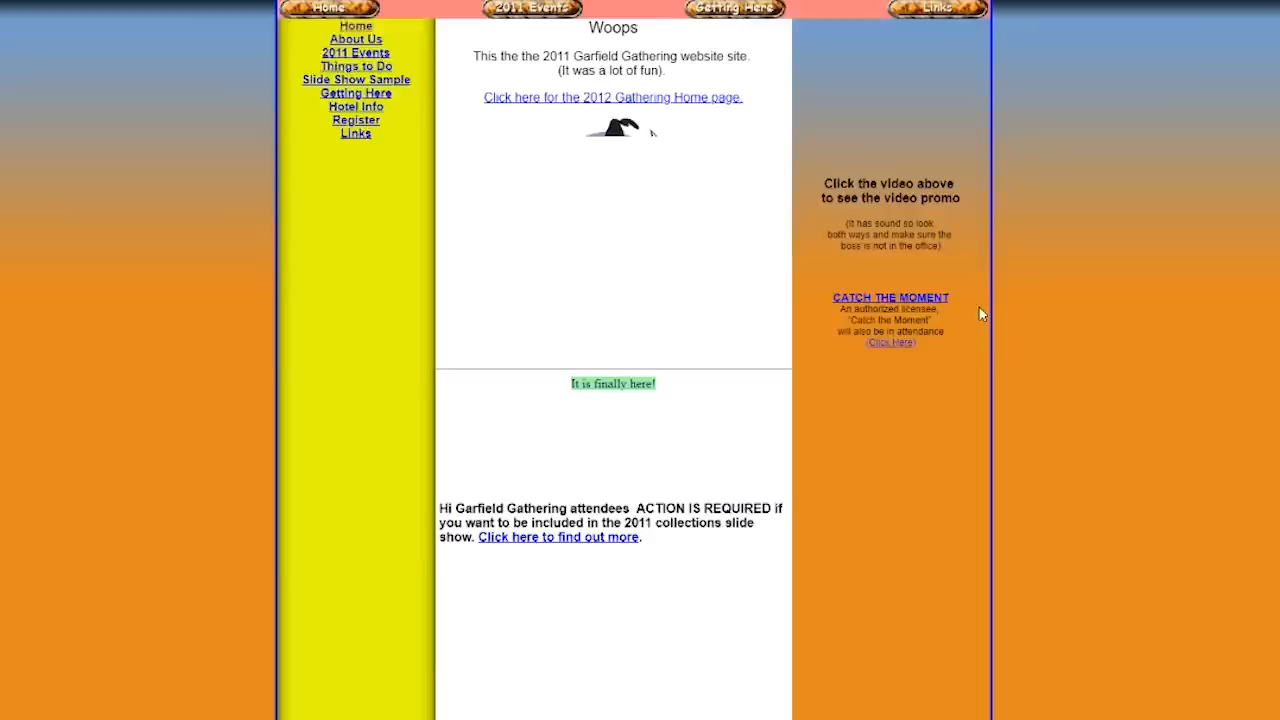 Home
2011 Events
Getting Here
Links
Home
About Us
2011 Events
Things to Do
Slide Show Sample
Getting Here
Hotel Info
Register
Links
Woops
This the the 2011 Garfield Gathering website site.
(It was a lot of fun).
Click here for the 2012 Gathering Home page.
It is finally here!
Hi Garfield Gathering attendees  ACTION IS REQUIRED if
you want to be included in the 2011 collections slide
show. Click here to find out more.
Click the video above
to see the video promo
(It has sound so look
both ways and make sure the
boss is not in the office)
CATCH THE MOMENT
An authorized licensee,
"Catch the Moment"
will also be in attendance
(Click Here)